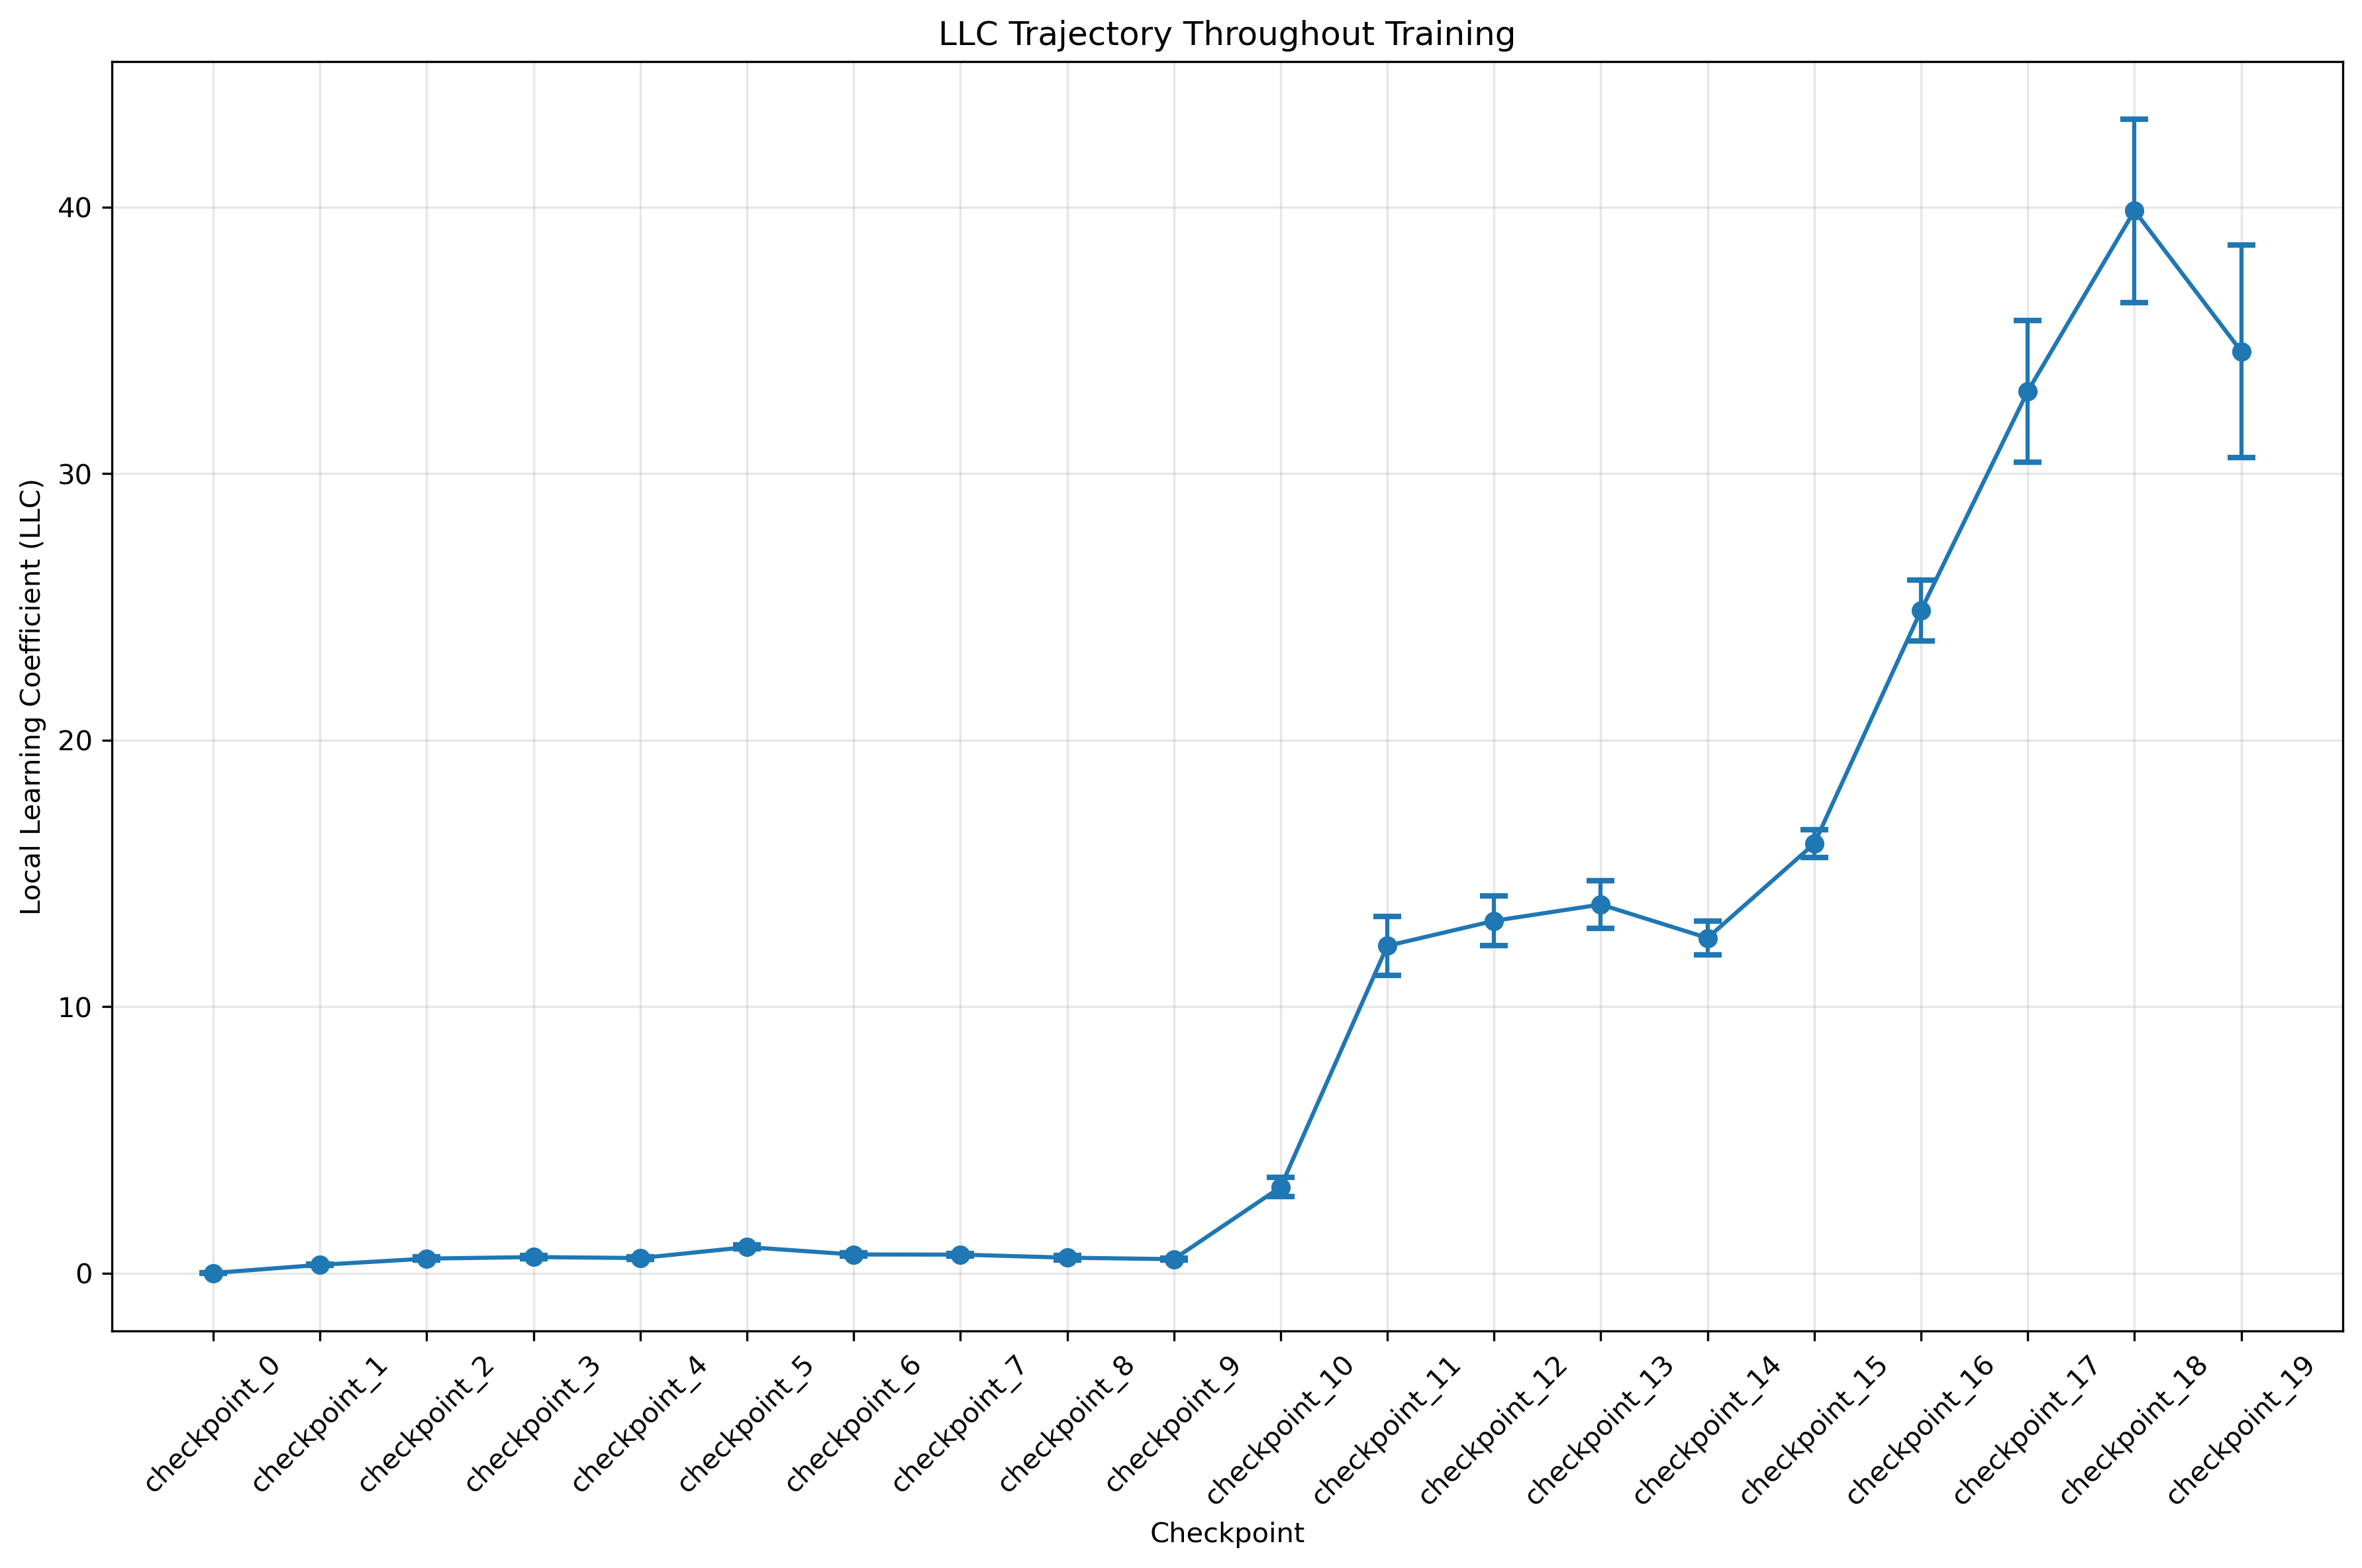 LLC Trajectory Throughout Training
Local Learning Coefficient (LLC)
40
30
20
10
0
checkpoint_0
checkpoint_1
checkpoint_2
checkpoint_3
checkpoint_4
checkpoint_5
checkpoint_6
checkpoint_7
checkpoint_8
checkpoint_9
checkpoint_10
checkpoint_11
checkpoint_12
checkpoint_13
checkpoint_14
checkpoint_15
checkpoint_16
checkpoint_17
checkpoint_18
checkpoint_19
Checkpoint